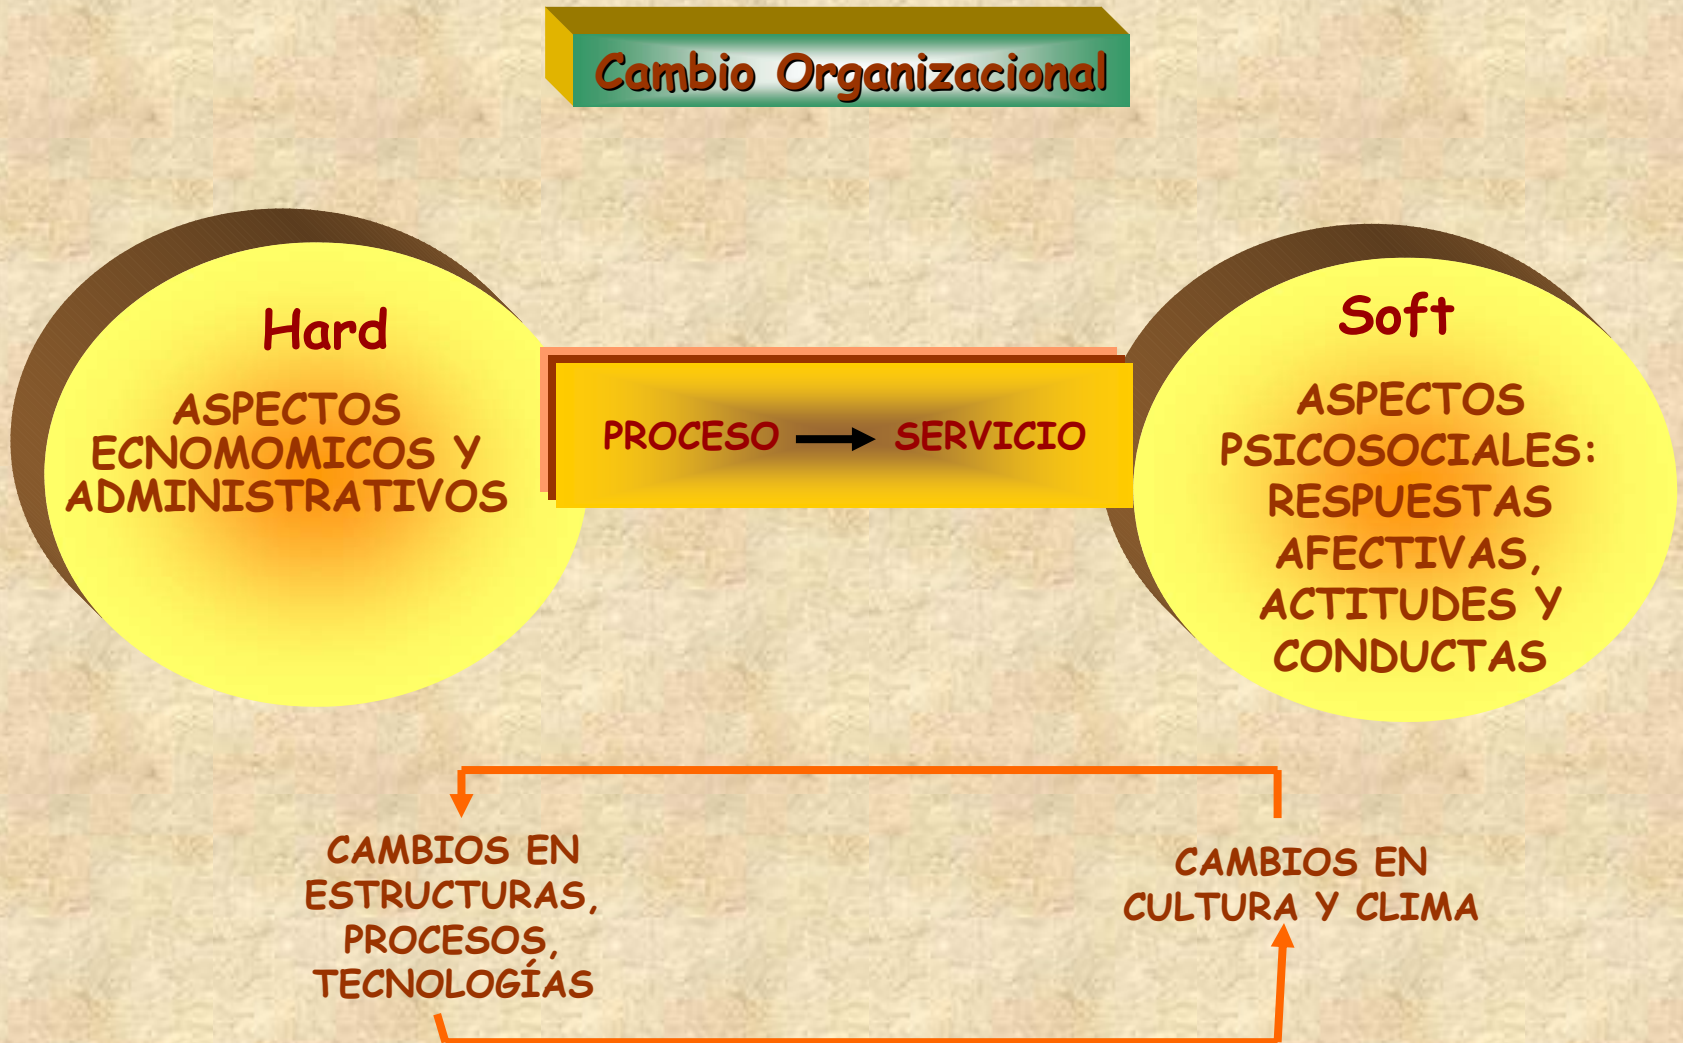 Cambio Organizacional
Hard
ASPECTOS
ECNOMOMICOS Y
ADMINISTRATIVOS
PROCESO SERVICIO
Soft
ASPECTOS
PSICOSOCIALES:
RESPUESTAS
AFECTIVAS,
ACTITUDES Y
CONDUCTAS
CAMBIOS EN
ESTRUCTURAS,
PROCESOS,
TECNOLOGÍAS
CAMBIOS EN
CULTURA Y CLIMA